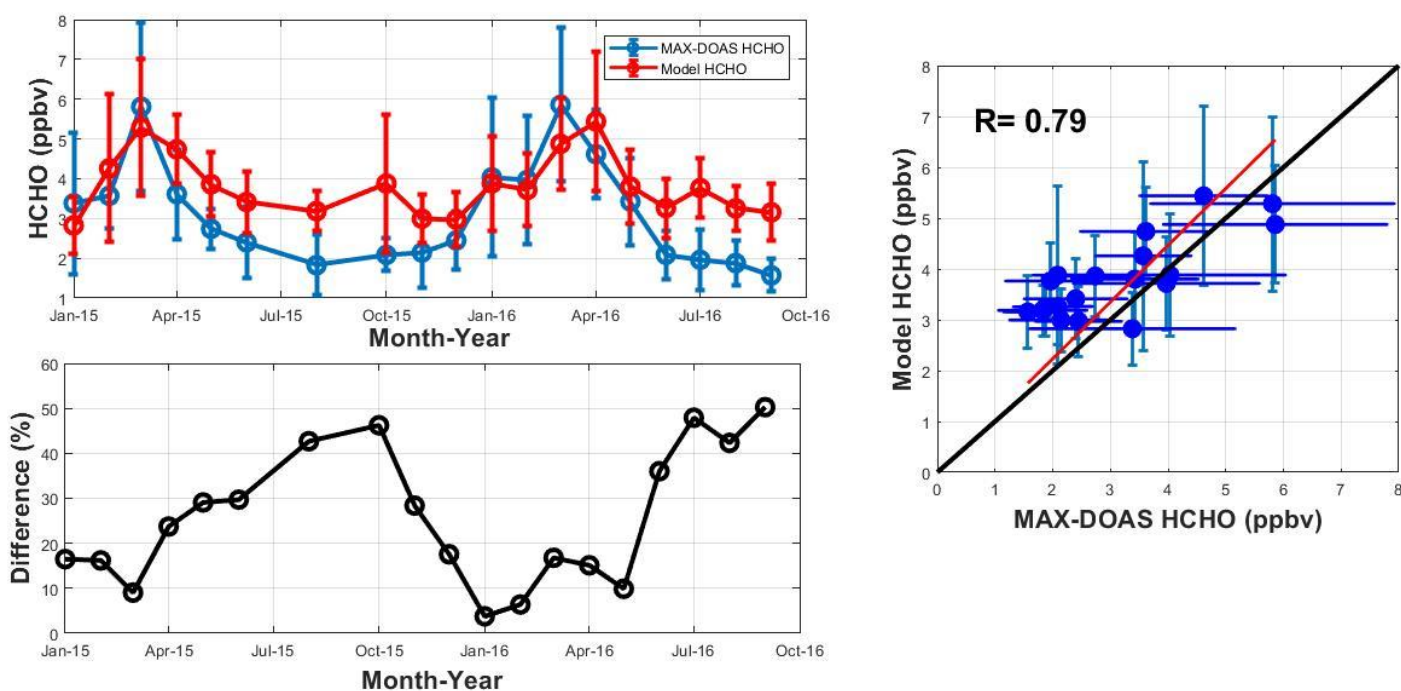 8
7
6
5
4
3
2
1
HCHO (ppbv)
MAX-DOAS HCHO
Model HCHO
Jan-15 Apr-15 Jul-15 Oct-15 Jan-16 Apr-16 Jul-16 Oct-16
Month-Year
60
50
40
30
20
10
0
Difference (%)
Jan-15 Apr-15 Jul-15 Oct-15 Jan-16 Apr-16 Jul-16 Oct-16
Month-Year
8
7
6
5
4
3
2
1
0
Model HCHO (ppbv)
R= 0.79
0 1 2 3 4 5 6 7 8
MAX-DOAS HCHO (ppbv)